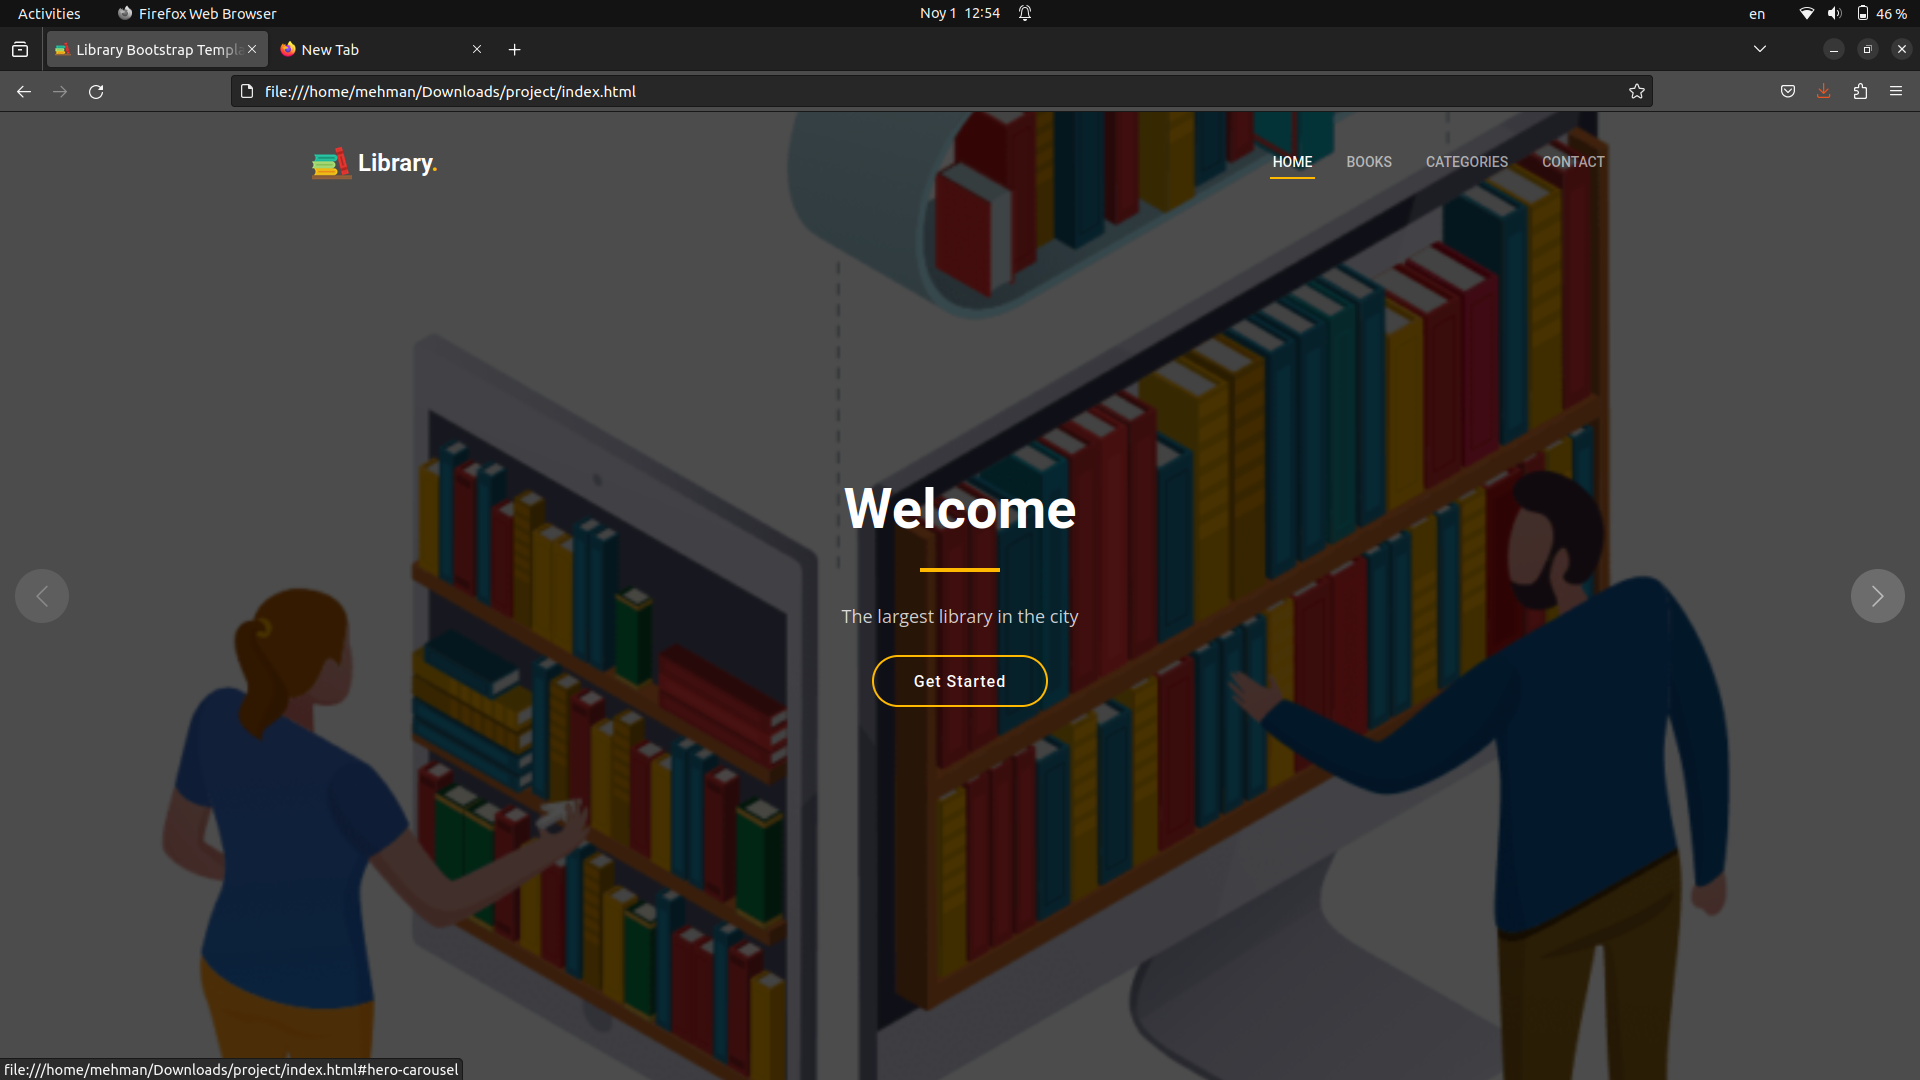 Activities
Firefox Web Browser
Noy 1 12:54
en
46 %
Library Bootstrap Templa
New Tab
file:///home/mehman/Downloads/project/index.html
Library.
HOME
BOOKS
CATEGORIES
CONTACT
Welcome
The largest library in the city
Get Started
file:///home/mehman/Downloads/project/index.html#hero-carousel